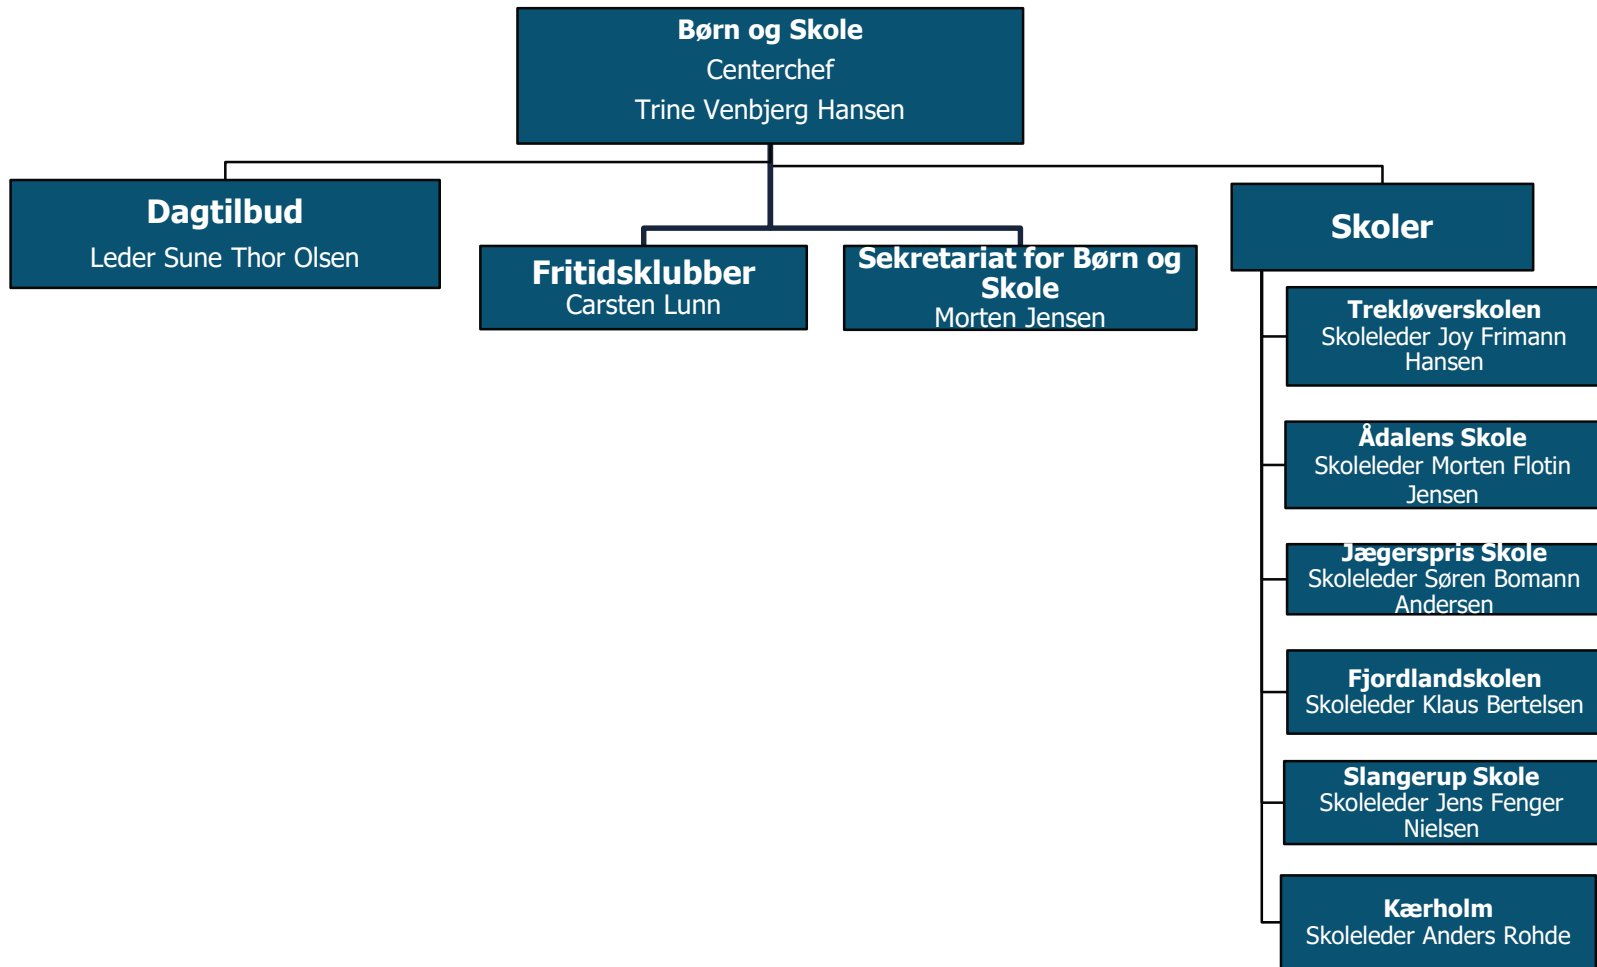 Børn og Skole
Centerchef
Trine Venbjerg Hansen
Dagtilbud
Leder Sune Thor Olsen
Fritidsklubber
Carsten Lunn
Sekretariat for Børn og
Skole
Morten Jensen
Skoler
Trekløverskolen
Skoleleder Joy Frimann
Hansen
Ådalens Skole
Skoleleder Morten Flotin
Jensen
Jægerspris Skole
Skoleleder Søren Bomann
Andersen
Fjordlandskolen
Skoleleder Klaus Bertelsen
Slangerup Skole
Skoleleder Jens Fenger
Nielsen
Kærholm
Skoleleder Anders Rohde